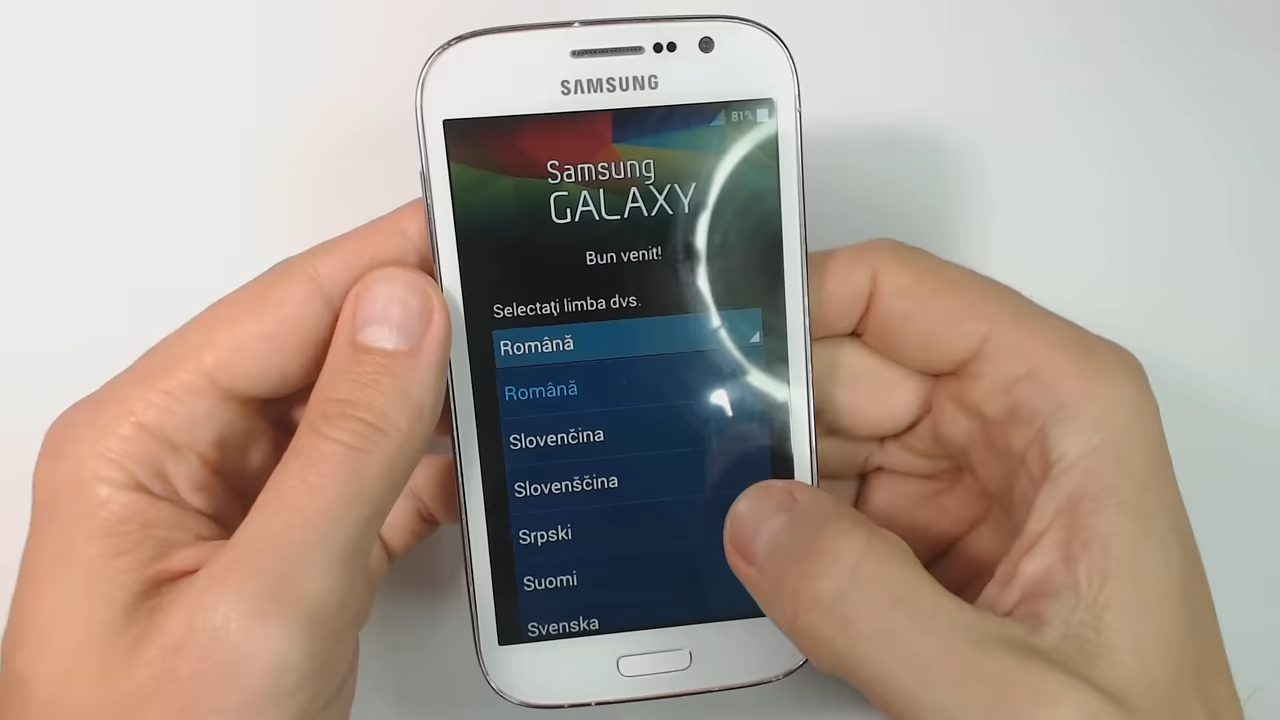 SAMSUNG
81%
Samsung
GALAXY
Bun venit!
Selectaţi limba dvs.
Română
Română
Slovenčina
Slovenščina
Srpski
Suomi
Svenska